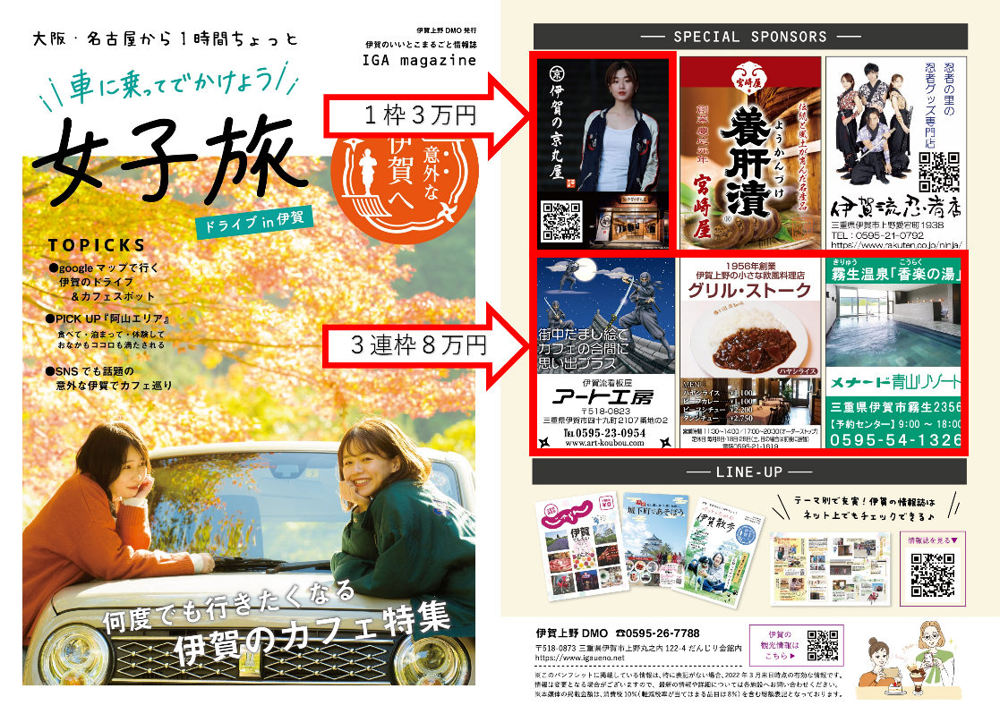 大阪・名古屋から1時間ちょっと
伊賀上野DMO発行
伊賀のいいとこまるごと情報誌
IGA magazine
車に乗ってでかけよう
女子旅
ドライブin伊賀
意外な
伊賀へ
TOPICKS
●googleマップで行く
伊賀のドライブ
&カフェスポット
●PICK UP『阿山エリア』
食べて・泊まって・体験して
おなかもココロも満たされる
●SNSでも話題の
意外な伊賀でカフェ巡り
何度でも行きたくなる
伊賀のカフェ特集
1枠3万円
3連枠8万円
SPECIAL SPONSORS
京
伊賀の京丸屋
宮崎屋
伝統と風土が育んだ名産品
ようかんづけ
養肝漬
®
創業 慶応元年
宮崎屋
忍者の里の
忍者グッズ専門店
伊賀流忍者店
三重県伊賀市上野愛宕町1938
TEL:0595-21-0792
https://www.rakuten.co.jp/ninja/
街中だまし絵で
カフェの合間に
思い出プラス
伊賀流看板屋
アート工房
〒518-0823
三重県伊賀市四十九町2107番地の2
TEL 0595-23-0954
www.art-koubou.com
1956年創業
伊賀上野の小さな欧風料理店
グリル・ストーク
ハヤシライス
MENU
ハヤシライス ¥1,100
ビーフカレー ¥1,100
ビーフシチュー ¥2,200
タンシチュー ¥2,750
営業時間 11:30~14:00/17:00~20:30(オーダーストップ)
電話0595-21-1819
きりゅう こうらく
霧生温泉「香楽の湯」
メナード青山リゾート
三重県伊賀市霧生2356
【予約センター】9:00~18:00
0595-54-1326
LINE-UP
城下町であそぼう
伊賀散歩
テーマ別で充実!伊賀の情報誌は
ネット上でもチェックできる♪
情報誌を見る▼
伊賀上野DMO ☎0595-26-7788
〒518-0873 三重県伊賀市上野丸之内122-4 だんじり会館内
https://www.igaueno.net
伊賀の
観光情報は
こちら▶
※このパンフレットに掲載している情報は、特に表記がない場合、2022年3月末日時点の有効な情報です。
情報は変更となる場合がございますので、最新の情報や詳細については各施設へお問い合わせください。
※本媒体の掲載金額は、消費税10%(軽減税率が当てはまる品目は8%)を含む総額表記となっております。